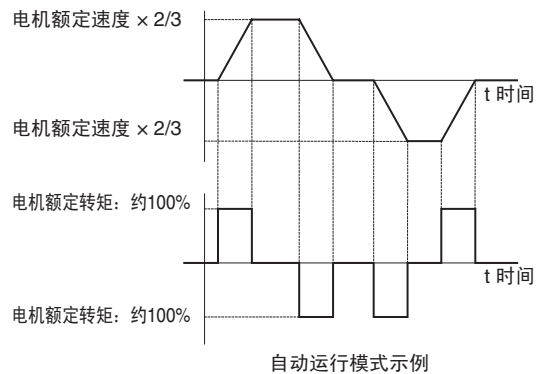 电机额定速度 × 2/3
t 时间
电机额定速度 × 2/3
电机额定转矩：约100%
t 时间
电机额定转矩：约100%
自动运行模式示例